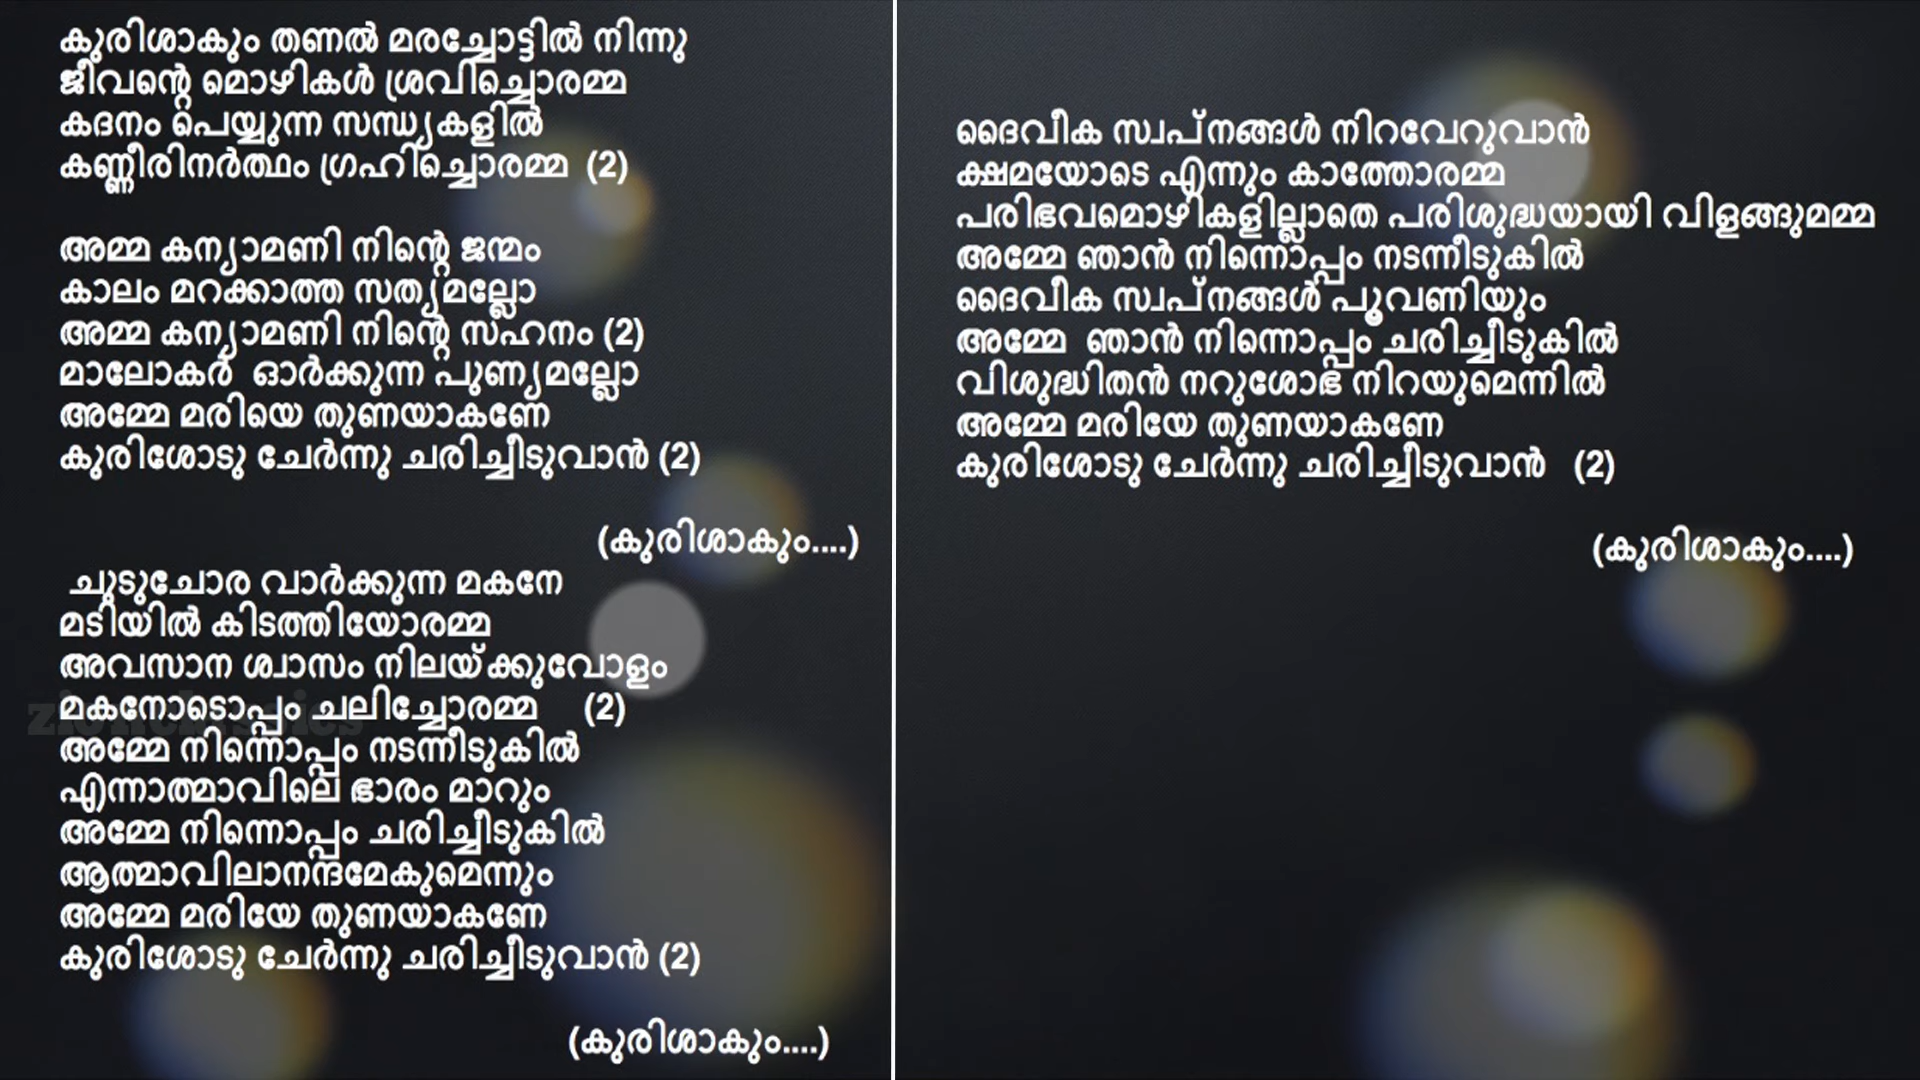 കുരിശാകും തണൽ മരച്ചോട്ടിൽ നിന്നു
ജീവന്റെ മൊഴികൾ ശ്രവിച്ചൊരമ്മ
കദനം പെയ്യുന്ന സന്ധ്യകളിൽ
കണ്ണീരിനർത്ഥം ഗ്രഹിച്ചൊരമ്മ (2)
അമ്മ കന്യാമണി നിന്റെ ജന്മം
കാലം മറക്കാത്ത സത്യമല്ലോ
അമ്മ കന്യാമണി നിന്റെ സഹനം (2)
മാലോകർ ഓർക്കുന്ന പുണ്യമല്ലോ
അമ്മേ മരിയെ തുണയാകണേ
കുരിശോടു ചേർന്നു ചരിച്ചീടുവാൻ (2)
(കുരിശാകും....)
ചുടുചോര വാർക്കുന്ന മകനേ
മടിയിൽ കിടത്തിയോരമ്മ
അവസാന ശ്വാസം നിലയ്ക്കുവോളം
മകനോടൊപ്പം ചലിച്ചോരമ്മ (2)
അമ്മേ നിന്നൊപ്പം നടന്നീടുകിൽ
എന്നാത്മാവിലെ ഭാരം മാറും
അമ്മേ നിന്നൊപ്പം ചരിച്ചീടുകിൽ
ആത്മാവിലാനന്ദമേകുമെന്നും
അമ്മേ മരിയേ തുണയാകണേ
കുരിശോടു ചേർന്നു ചരിച്ചീടുവാൻ (2)
(കുരിശാകും....)
ദൈവീക സ്വപ്നങ്ങൾ നിറവേറുവാൻ
ക്ഷമയോടെ എന്നും കാത്തോരമ്മ
പരിഭവമൊഴികളില്ലാതെ പരിശുദ്ധയായി വിളങ്ങുമമ്മ
അമ്മേ ഞാൻ നിന്നൊപ്പം നടന്നീടുകിൽ
ദൈവീക സ്വപ്നങ്ങൾ പൂവണിയും
അമ്മേ ഞാൻ നിന്നൊപ്പം ചരിച്ചീടുകിൽ
വിശുദ്ധിതൻ നറുശോഭ നിറയുമെന്നിൽ
അമ്മേ മരിയേ തുണയാകണേ
കുരിശോടു ചേർന്നു ചരിച്ചീടുവാൻ (2)
(കുരിശാകും....)